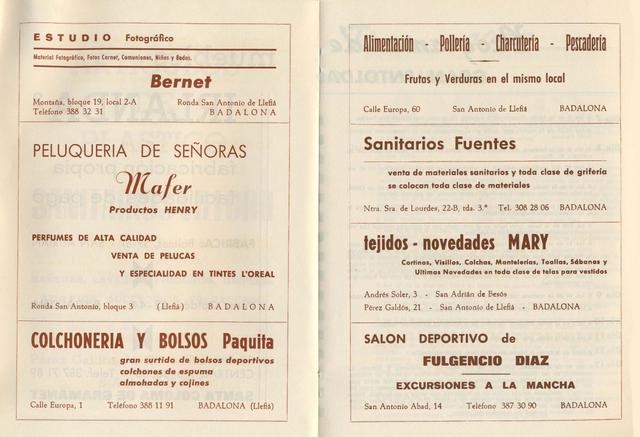 ESTUDIO Fotográfico
Material Fotográfico, Fotos Carnet, Comuniones, Niños y Bodas.
Bernet
Montaña, bloque 19, local 2-A Ronda San Antonio de Llefiá
Teléfono 388 32 31 BADALONA
PELUQUERIA DE SEÑORAS
Mafer
Productos HENRY
PERFUMES DE ALTA CALIDAD
VENTA DE PELUCAS
Y ESPECIALIDAD EN TINTES L'OREAL
Ronda San Antonio, bloque 3 (Llefiá) BADALONA
COLCHONERIA Y BOLSOS Paquita
gran surtido de bolsos deportivos
colchones de espuma
almohadas y cojines
Calle Europa, 1 Teléfono 388 11 91 BADALONA (Llefiá)
Alimentación - Pollería - Charcutería - Pescadería
Frutas y Verduras en el mismo local
Calle Europa, 60 San Antonio de Llefiá BADALONA
Sanitarios Fuentes
venta de materiales sanitarios y toda clase de grifería
se colocan toda clase de materiales
Ntra. Sra. de Lourdes, 22-B, tda. 3.ª Tel. 308 28 06 BADALONA
tejidos - novedades MARY
Cortinas, Visillos, Colchas, Mantelerías, Toallas, Sábanas y
Ultimas Novedades en toda clase de telas para vestidos
Andrés Soler, 3 - San Adrián de Besós
Pérez Galdós, 21 - San Antonio de Llefiá - BADALONA
SALON DEPORTIVO de
FULGENCIO DIAZ
EXCURSIONES A LA MANCHA
San Antonio Abad, 14 Teléfono 387 30 90 BADALONA